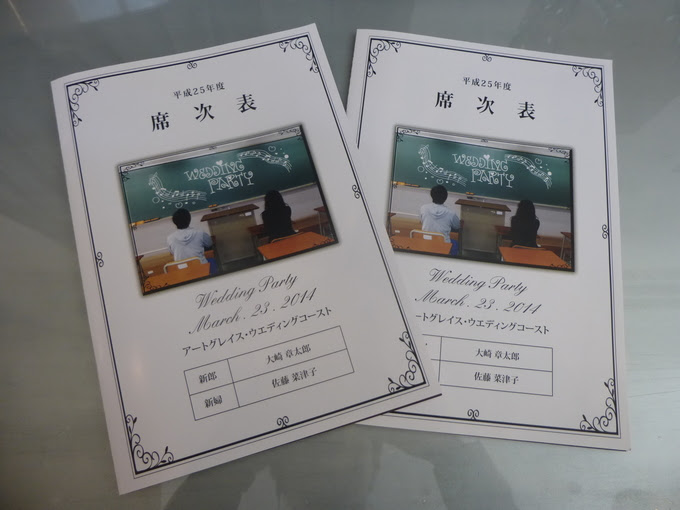 平成25年度
席次表
WEDDING
PARTY
Wedding Party
March. 23. 2014
アートグレイス・ウエディングコースト
新郎 大崎 章太郎
新婦 佐藤 菜津子
平成25年度
席次表
WEDDING
PARTY
Wedding Party
March. 23. 2014
ートグレイス・ウエディングコースト
大崎 章太郎
佐藤 菜津子